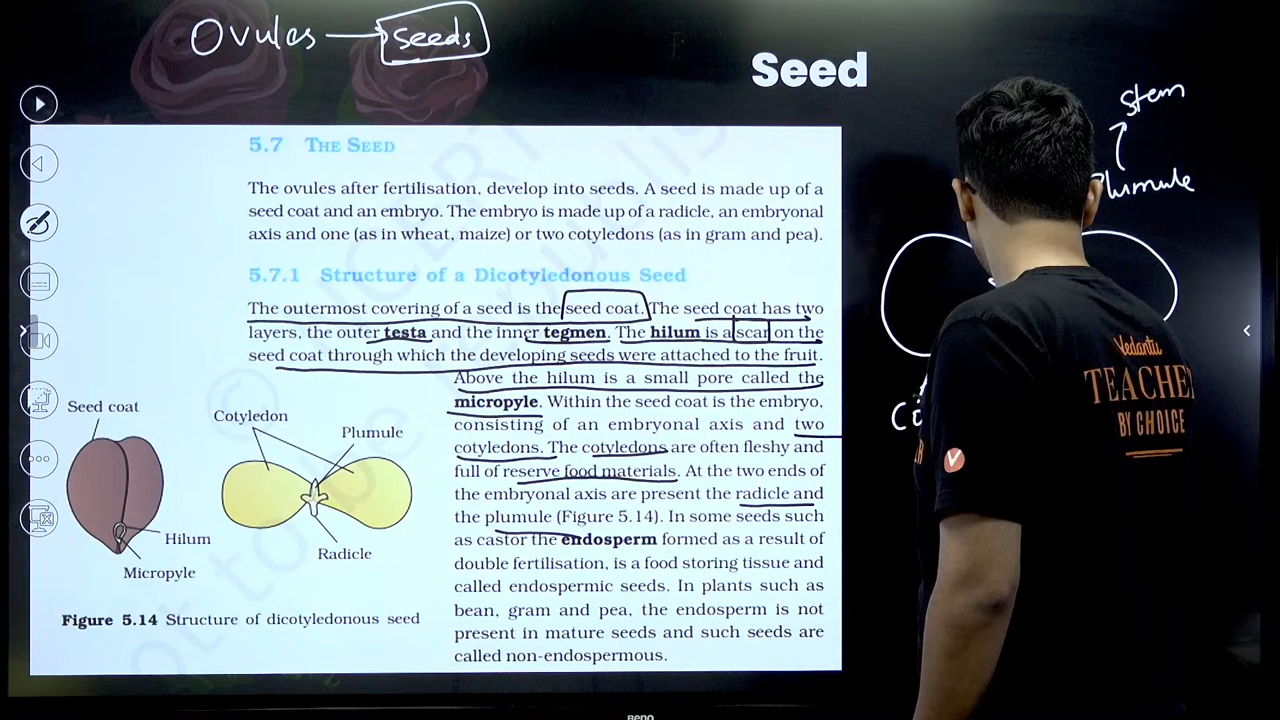 Ovules → seeds
Seed
Stem
Plumule
5.7 THE SEED
The ovules after fertilisation, develop into seeds. A seed is made up of a
seed coat and an embryo. The embryo is made up of a radicle, an embryonal
axis and one (as in wheat, maize) or two cotyledons (as in gram and pea).
5.7.1 Structure of a Dicotyledonous Seed
The outermost covering of a seed is the seed coat. The seed coat has two
layers, the outer testa and the inner tegmen. The hilum is a scar on the
seed coat through which the developing seeds were attached to the fruit.
Above the hilum is a small pore called the
micropyle. Within the seed coat is the embryo,
consisting of an embryonal axis and two
cotyledons. The cotyledons are often fleshy and
full of reserve food materials. At the two ends of
the embryonal axis are present the radicle and
the plumule (Figure 5.14). In some seeds such
as castor the endosperm formed as a result of
double fertilisation, is a food storing tissue and
called endospermic seeds. In plants such as
bean, gram and pea, the endosperm is not
present in mature seeds and such seeds are
called non-endospermous.
Seed coat
Hilum
Micropyle
Cotyledon
Plumule
Radicle
Figure 5.14 Structure of dicotyledonous seed
Vedantu
TEACHER
BY CHOICE
BenQ